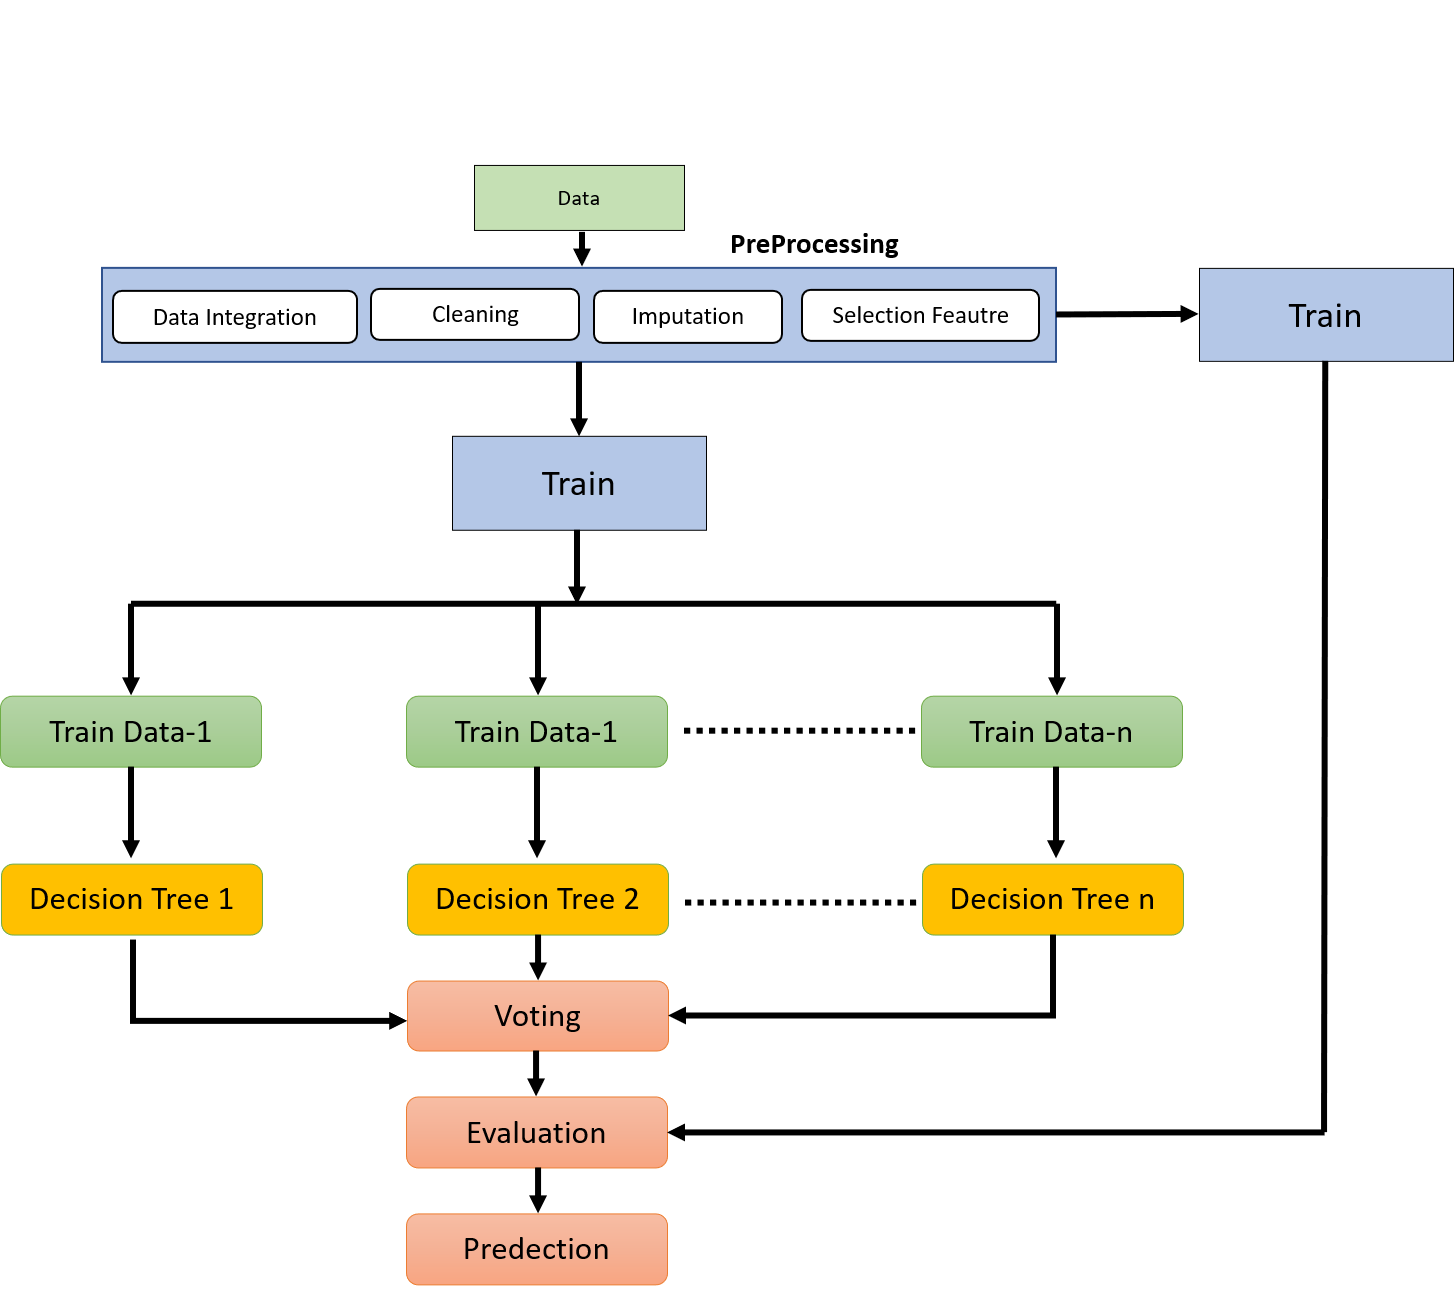 Data
PreProcessing
Data Integration
Cleaning
Imputation
Selection Feautre
Train
Train
Train Data-1
Train Data-1
Train Data-n
Decision Tree 1
Decision Tree 2
Decision Tree n
Voting
Evaluation
Predection